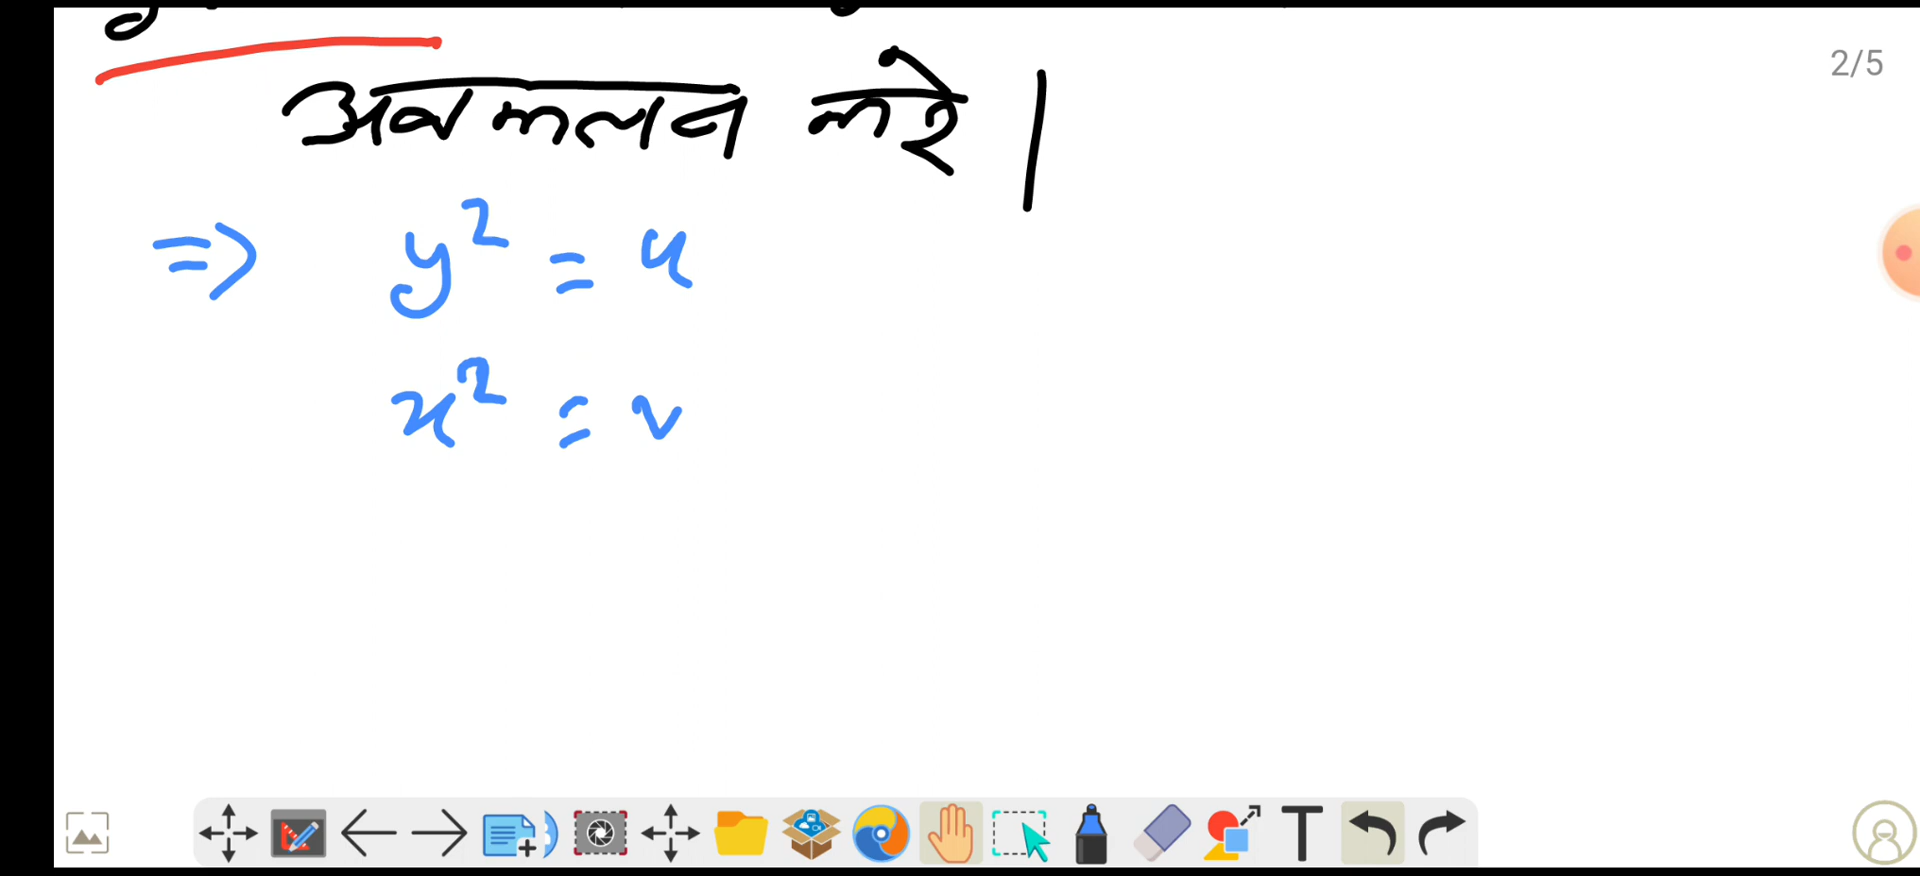 2/5
अवकलन करे |
⇒ y² = u
x² = v
T